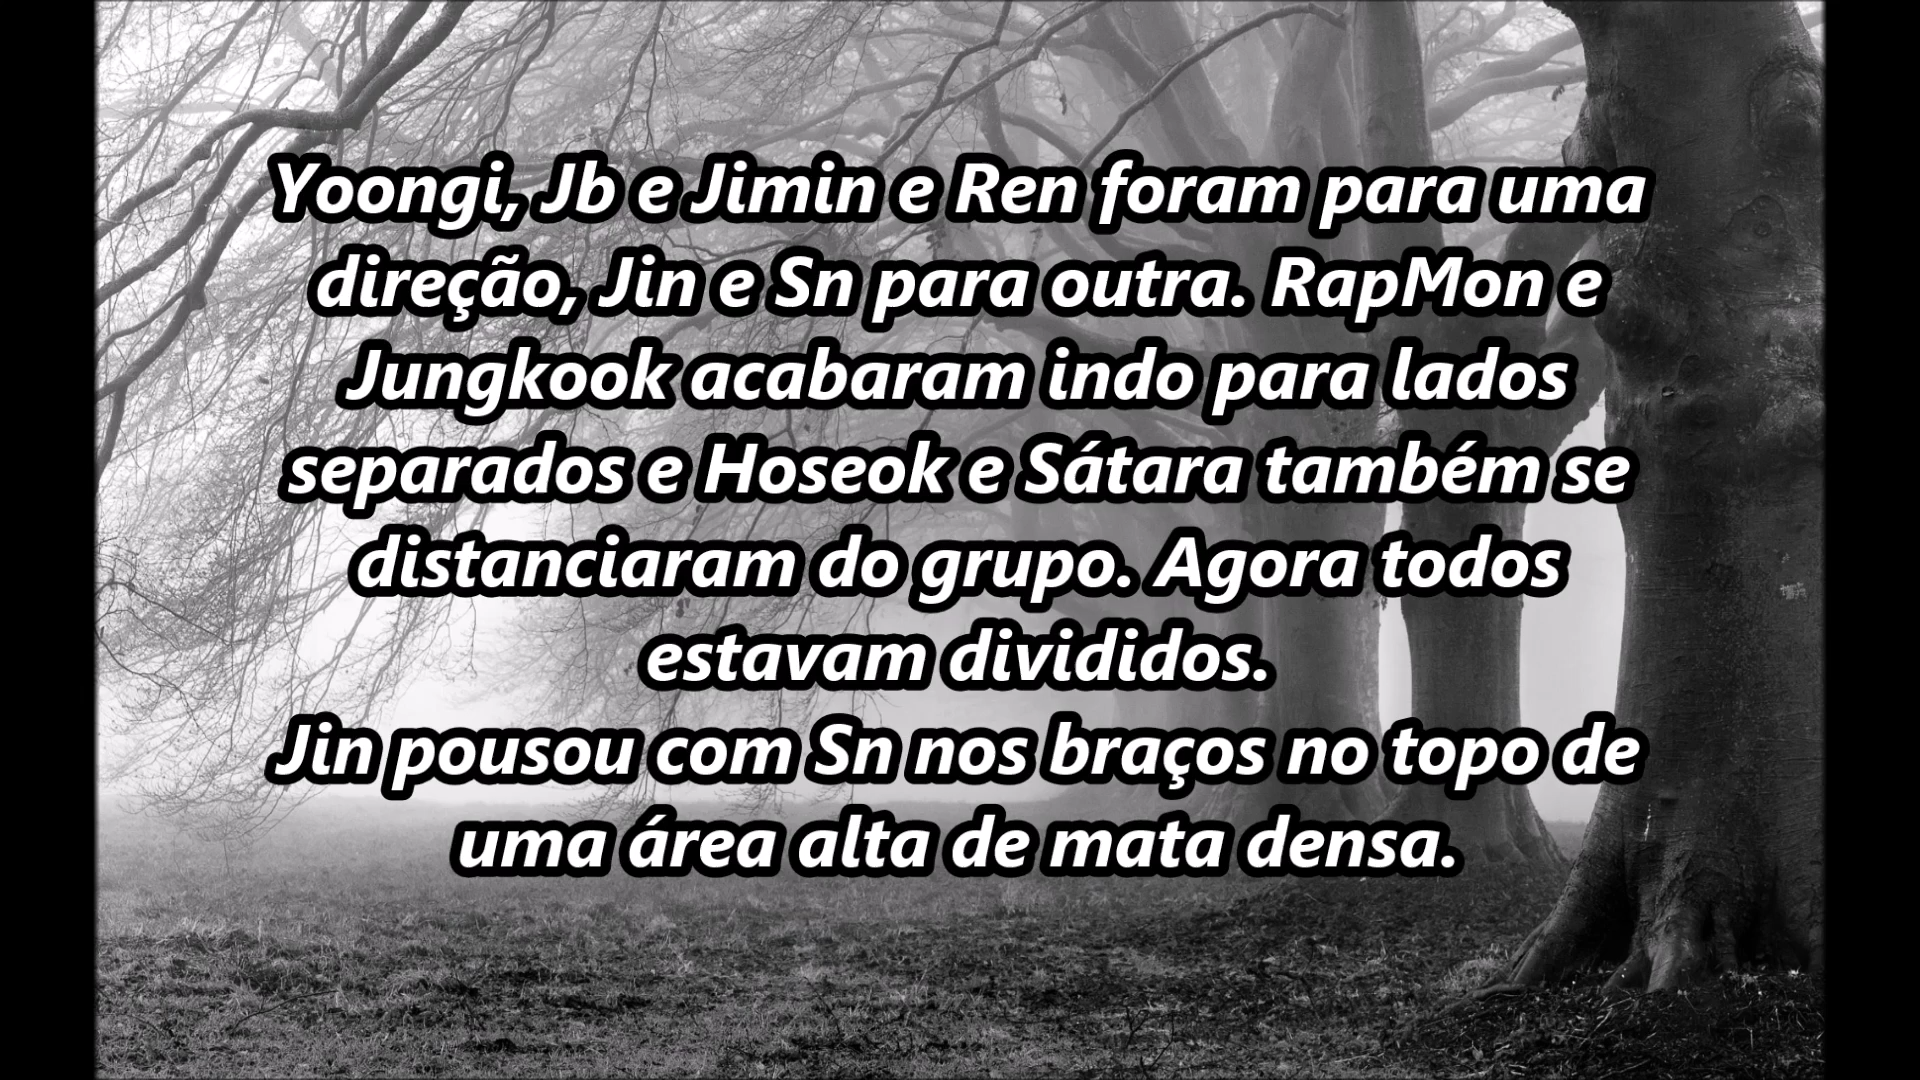 Yoongi, Jb e Jimin e Ren foram para uma
direção, Jin e Sn para outra. RapMon e
Jungkook acabaram indo para lados
separados e Hoseok e Sátara também se
distanciaram do grupo. Agora todos
estavam divididos.
Jin pousou com Sn nos braços no topo de
uma área alta de mata densa.